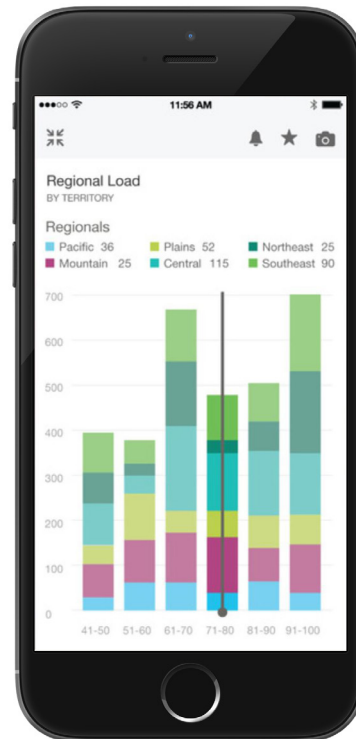 11:56 AM
Regional Load
BY TERRITORY
Regionals
Pacific 36 Plains 52 Northeast 25
Mountain 25 Central 115 Southeast 90
700
600
500
400
300
200
100
0
41-50 51-60 61-70 71-80 81-90 91-100